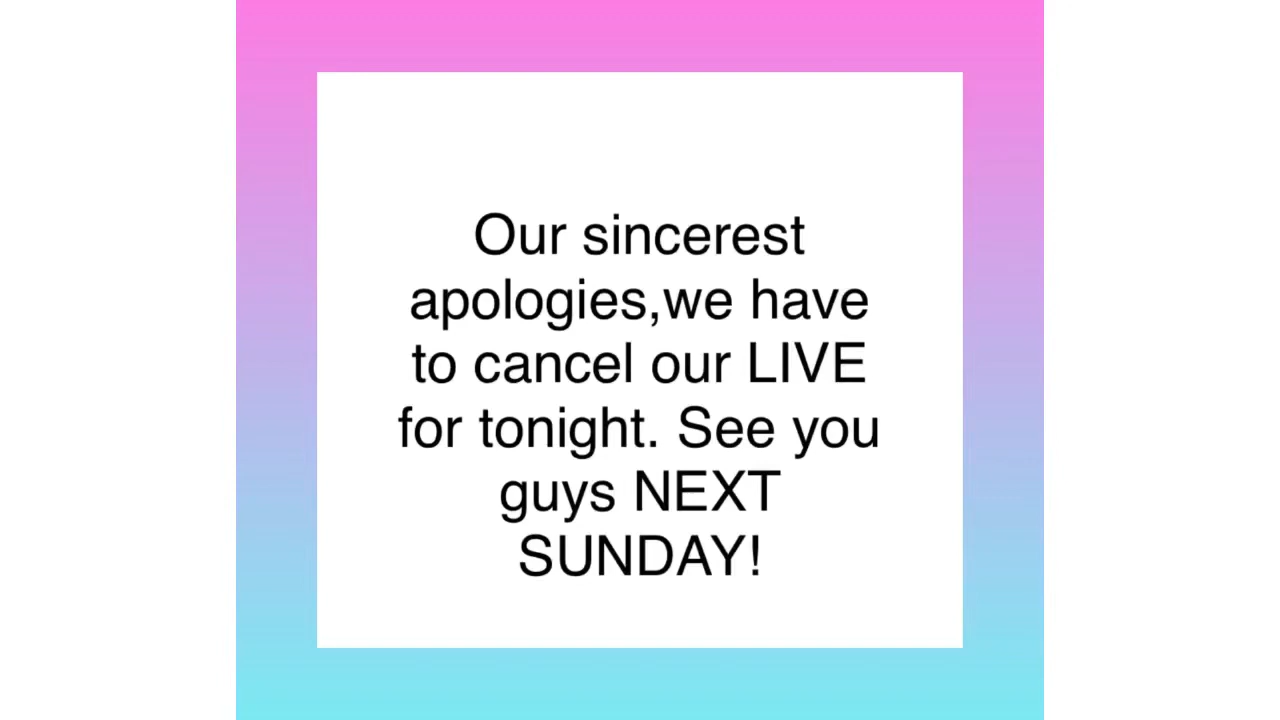 Our sincerest
apologies,we have
to cancel our LIVE
for tonight. See you
guys NEXT
SUNDAY!